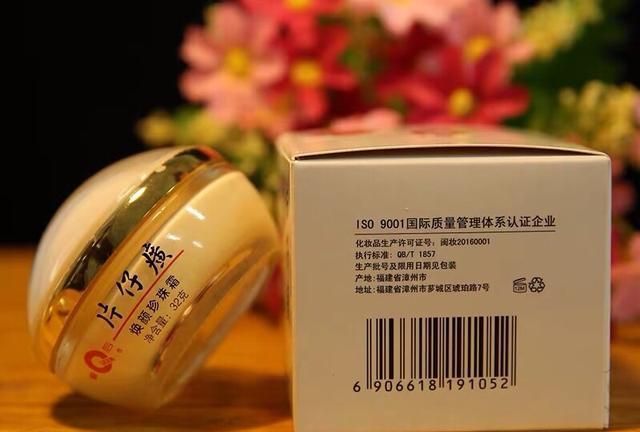 片仔癀
焕颜珍珠霜
净含量：32克
ISO 9001国际质量管理体系认证企业
化妆品生产许可证号：闽妆20160001
执行标准：QB/T 1857
生产批号及限用日期见包装
产地：福建省漳州市
地址：福建省漳州市芗城区琥珀路7号
12M
6 906618 191052